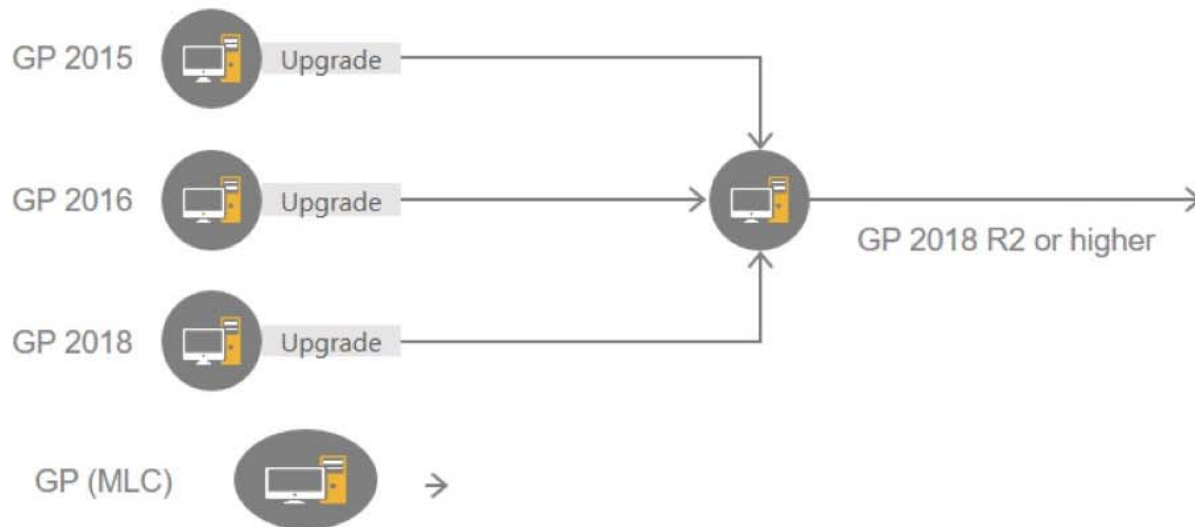 GP 2015 Upgrade
GP 2016 Upgrade
GP 2018 R2 or higher
GP 2018 Upgrade
GP (MLC)